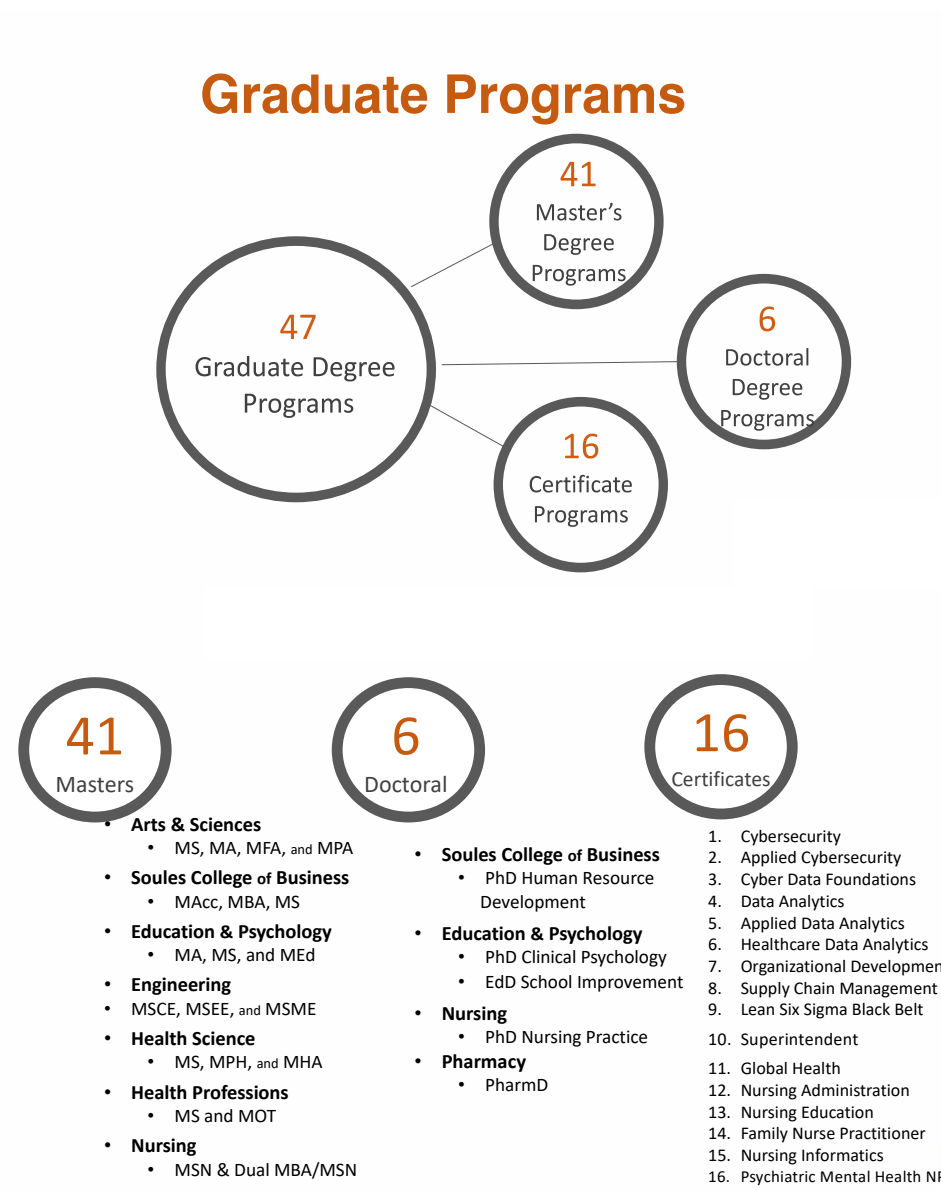 Graduate Programs
41
Master's
Degree
Programs
47
Graduate Degree
Programs
6
Doctoral
Degree
Programs
16
Certificate
Programs
41
Masters
• Arts & Sciences
• MS, MA, MFA, and MPA
• Soules College of Business
• MAcc, MBA, MS
• Education & Psychology
• MA, MS, and MEd
• Engineering
• MSCE, MSEE, and MSME
• Health Science
• MS, MPH, and MHA
• Health Professions
• MS and MOT
• Nursing
• MSN & Dual MBA/MSN
6
Doctoral
• Soules College of Business
• PhD Human Resource
Development
• Education & Psychology
• PhD Clinical Psychology
• EdD School Improvement
• Nursing
• PhD Nursing Practice
• Pharmacy
• PharmD
16
Certificates
1. Cybersecurity
2. Applied Cybersecurity
3. Cyber Data Foundations
4. Data Analytics
5. Applied Data Analytics
6. Healthcare Data Analytics
7. Organizational Developmen
8. Supply Chain Management
9. Lean Six Sigma Black Belt
10. Superintendent
11. Global Health
12. Nursing Administration
13. Nursing Education
14. Family Nurse Practitioner
15. Nursing Informatics
16. Psychiatric Mental Health NP